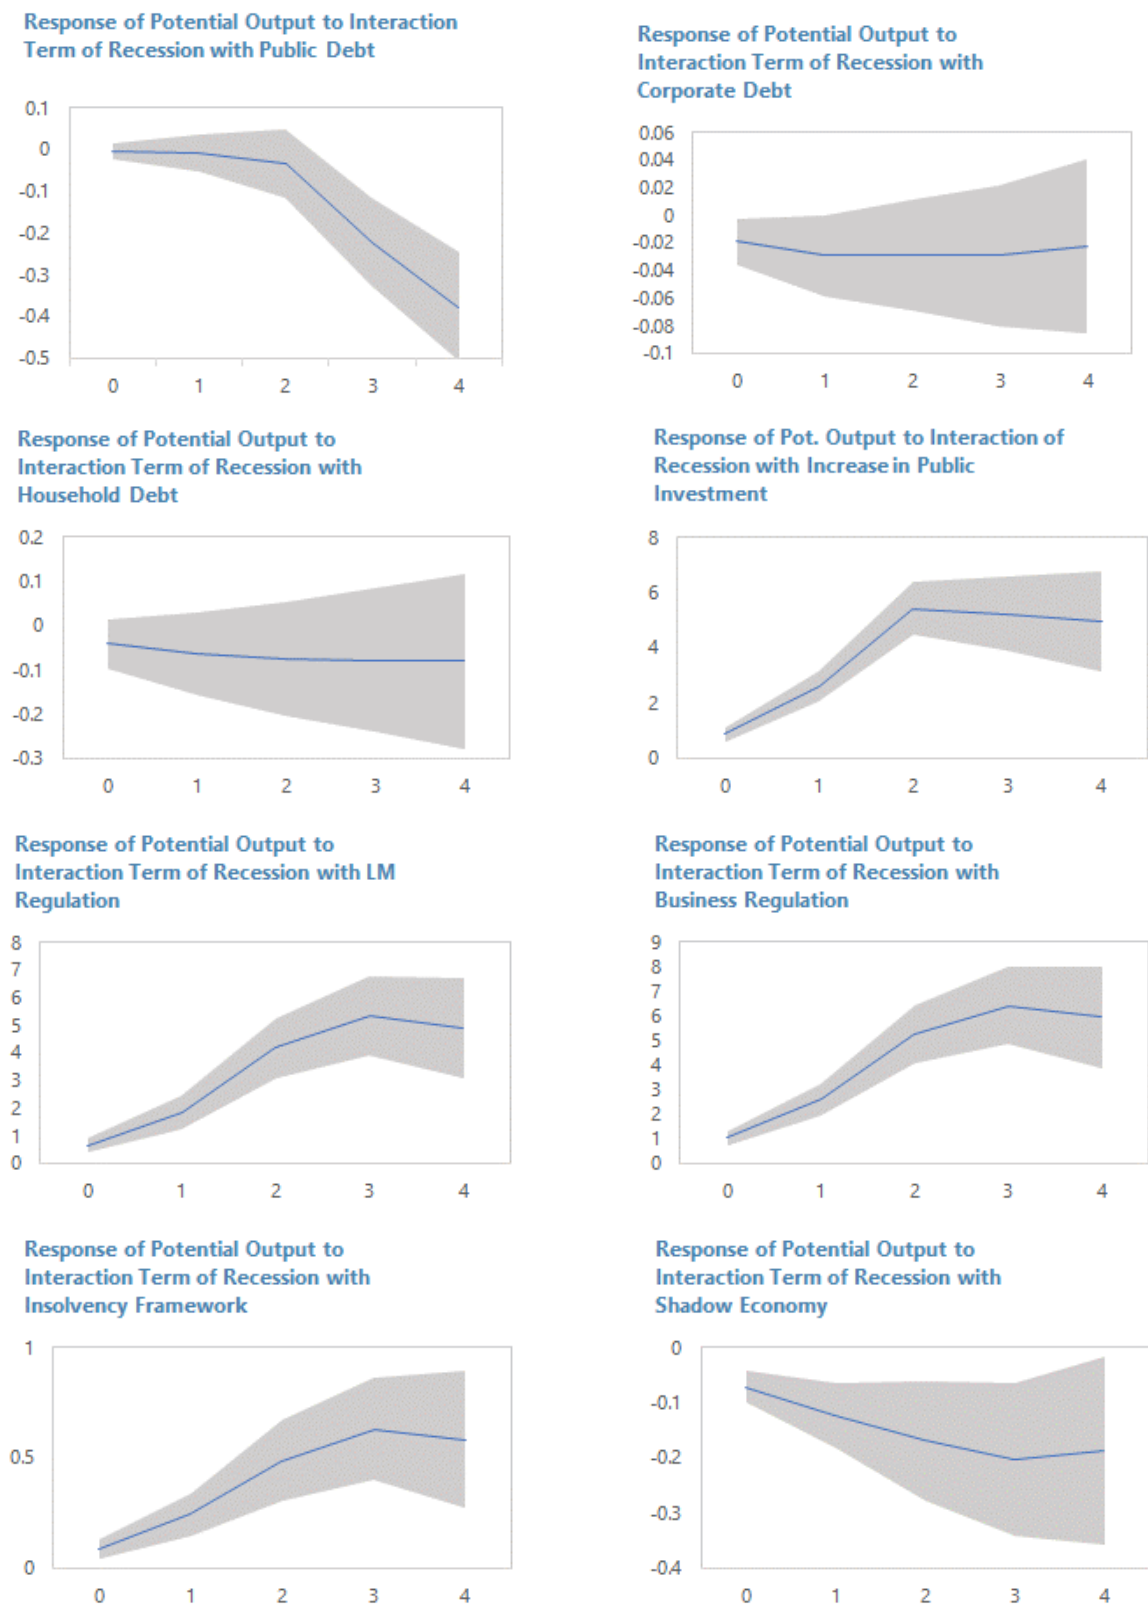 Response of Potential Output to Interaction
Term of Recession with Public Debt
0.1
0
-0.1
-0.2
-0.3
-0.4
-0.5
0 1 2 3 4
Response of Potential Output to
Interaction Term of Recession with
Corporate Debt
0.06
0.04
0.02
0
-0.02
-0.04
-0.06
-0.08
-0.1
0 1 2 3 4
Response of Potential Output to
Interaction Term of Recession with
Household Debt
0.2
0.1
0
-0.1
-0.2
-0.3
0 1 2 3 4
Response of Pot. Output to Interaction of
Recession with Increase in Public
Investment
8
6
4
2
0
0 1 2 3 4
Response of Potential Output to
Interaction Term of Recession with LM
Regulation
8
7
6
5
4
3
2
1
0
0 1 2 3 4
Response of Potential Output to
Interaction Term of Recession with
Business Regulation
9
8
7
6
5
4
3
2
1
0
0 1 2 3 4
Response of Potential Output to
Interaction Term of Recession with
Insolvency Framework
1
0.5
0
0 1 2 3 4
Response of Potential Output to
Interaction Term of Recession with
Shadow Economy
0
-0.1
-0.2
-0.3
-0.4
0 1 2 3 4